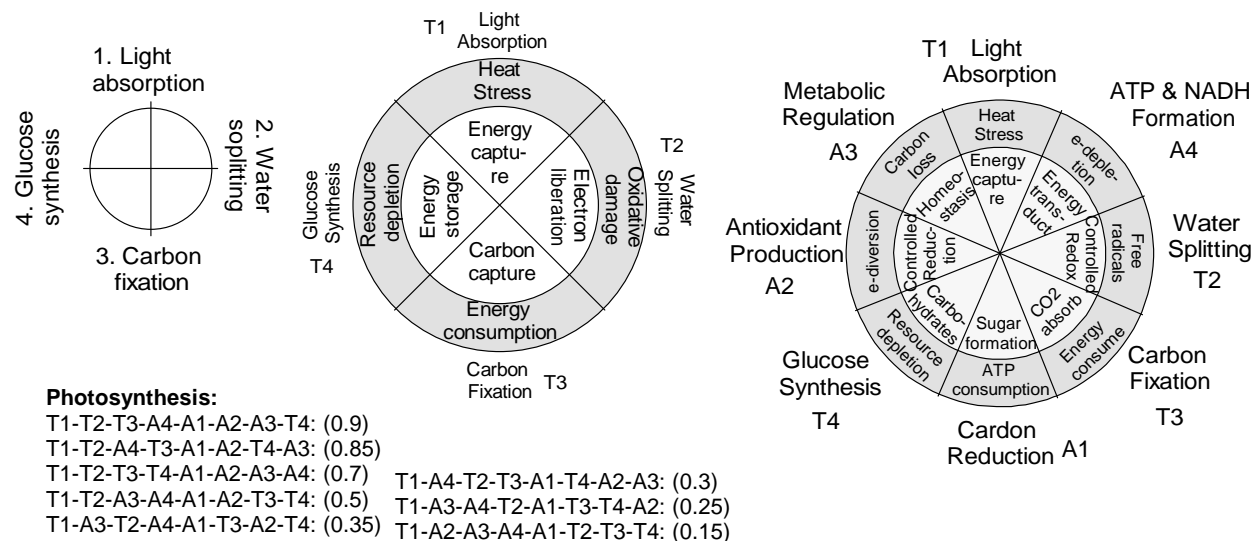 1. Light
absorption
2. Water
soplitting
3. Carbon
fixation
4. Glucose
synthesis
T1
Light
Absorption
Heat
Stress
Energy
captu-
re
T2
Water
Splitting
Oxidative
damage
Electron
liberation
Carbon
capture
Energy
consumption
Carbon
Fixation
T3
Glucose
Synthesis
T4
Resource
depletion
Energy
storage
T1
Light
Absorption
Heat
Stress
Energy
captu-
re
ATP & NADH
Formation
A4
e-deple-
tion
Energy
trans-
duct
Water
Splitting
T2
Free
radicals
Controlled
Redox
Carbon
Fixation
T3
Energy
consume
CO2
absorb
Cardon
Reduction
A1
ATP
consumption
Sugar
formation
Glucose
Synthesis
T4
Resource
depletion
Carbo-
hydrates
Antioxidant
Production
A2
e-diversion
Controlled
Reduc-
tion
Metabolic
Regulation
A3
Carbon
loss
Homeo-
stasis
Photosynthesis:
T1-T2-T3-A4-A1-A2-A3-T4: (0.9)
T1-T2-A4-T3-A1-A2-T4-A3: (0.85)
T1-T2-T3-T4-A1-A2-A3-A4: (0.7)
T1-T2-A3-A4-A1-A2-T3-T4: (0.5)
T1-A3-T2-A4-A1-T3-A2-T4: (0.35)
T1-A4-T2-T3-A1-T4-A2-A3: (0.3)
T1-A3-A4-T2-A1-T3-T4-A2: (0.25)
T1-A2-A3-A4-A1-T2-T3-T4: (0.15)